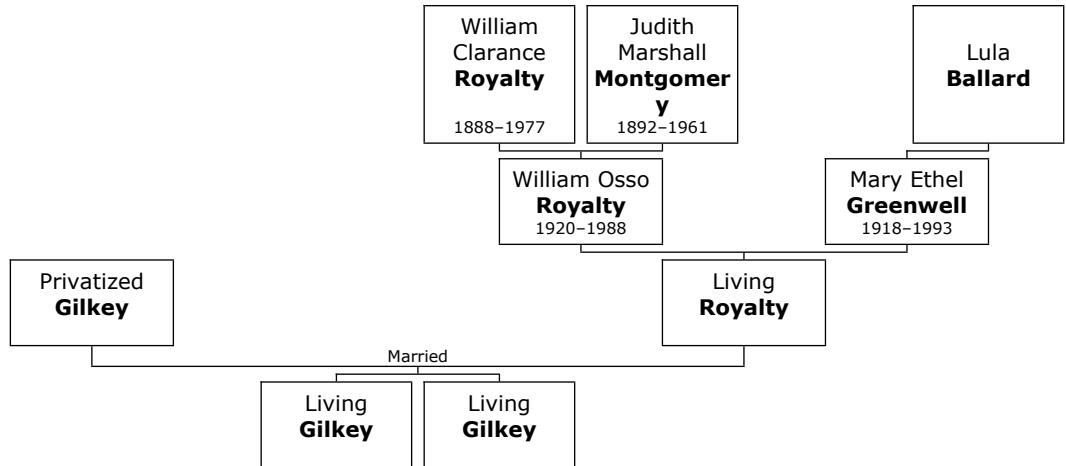 William
Clarance
Royalty
1888–1977
Judith
Marshall
Montgomer
y
1892–1961
Lula
Ballard
William Osso
Royalty
1920–1988
Mary Ethel
Greenwell
1918–1993
Privatized
Gilkey
Living
Royalty
Married
Living
Gilkey
Living
Gilkey